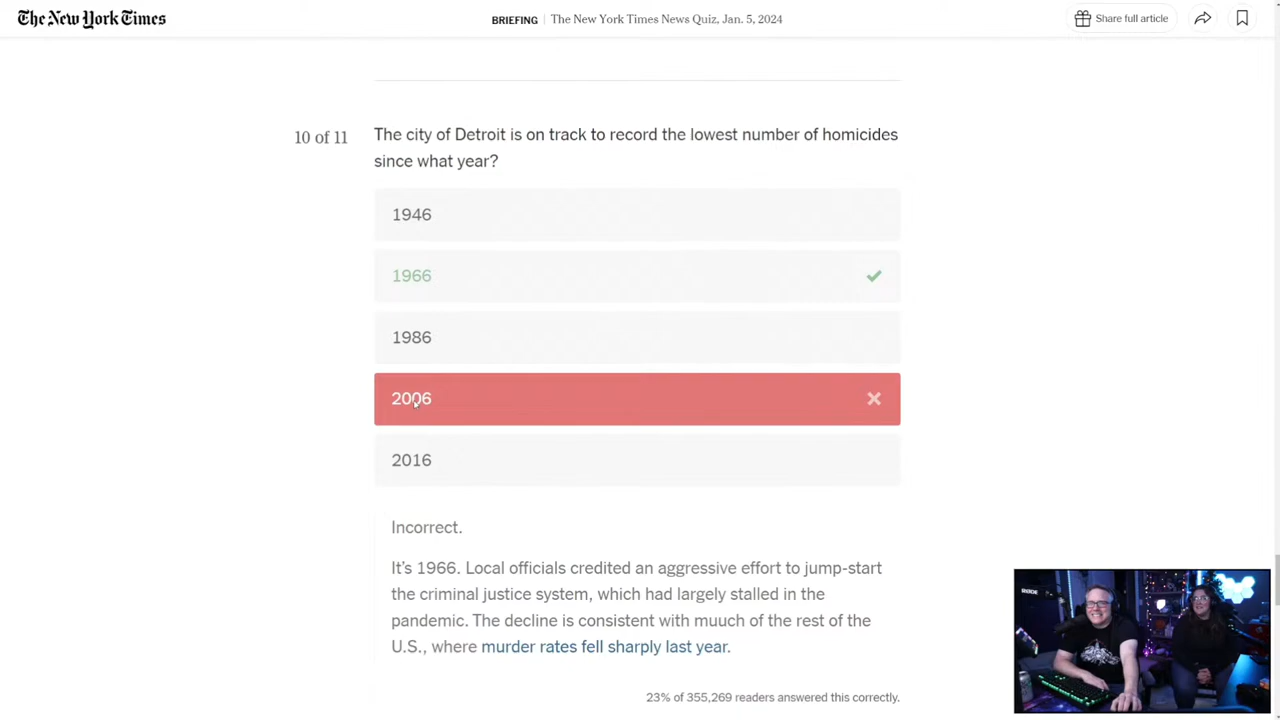 The New York Times
BRIEFING | The New York Times News Quiz, Jan. 5, 2024
Share full article
10 of 11
The city of Detroit is on track to record the lowest number of homicides
since what year?
1946
1966
1986
2006
2016
Incorrect.
It's 1966. Local officials credited an aggressive effort to jump-start
the criminal justice system, which had largely stalled in the
pandemic. The decline is consistent with muuch of the rest of the
U.S., where murder rates fell sharply last year.
23% of 355,269 readers answered this correctly.